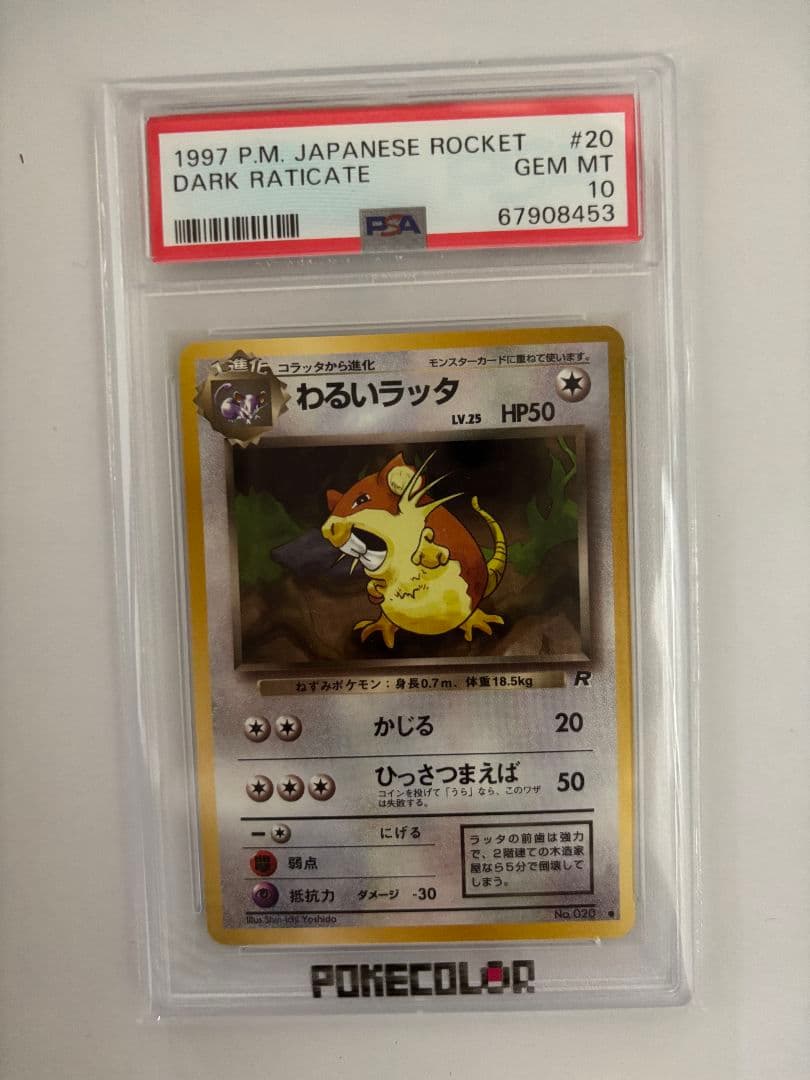 1997 P.M. JAPANESE ROCKET #20
DARK RATICATE GEM MT
10
PSA 67908453
1進化 コラッタから進化 モンスターカードに重ねて使います。
わるいラッタ LV.25 HP50
ねずみポケモン：身長0.7m、体重18.5kg R
かじる 20
ひっさつまえば 50
コインを投げて「うら」なら、このワザ
は失敗する。
ー にげる
闘 弱点
抵抗力 ダメージ -30
ラッタの前歯は強力
で、2階建ての木造家
屋なら5分で倒壊して
しまう。
Illus.Shin-ichi Yoshida No.020 ●
POKECOLOR